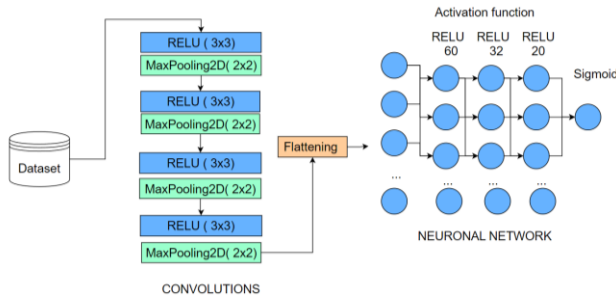 Activation function
RELU RELU RELU
60 32 20
Sigmoid
RELU ( 3x3)
MaxPooling2D( 2x2)
RELU ( 3x3)
MaxPooling2D( 2x2)
RELU ( 3x3)
MaxPooling2D( 2x2)
RELU ( 3x3)
MaxPooling2D( 2x2)
Dataset
Flattening
... ... ... ...
NEURONAL NETWORK
CONVOLUTIONS